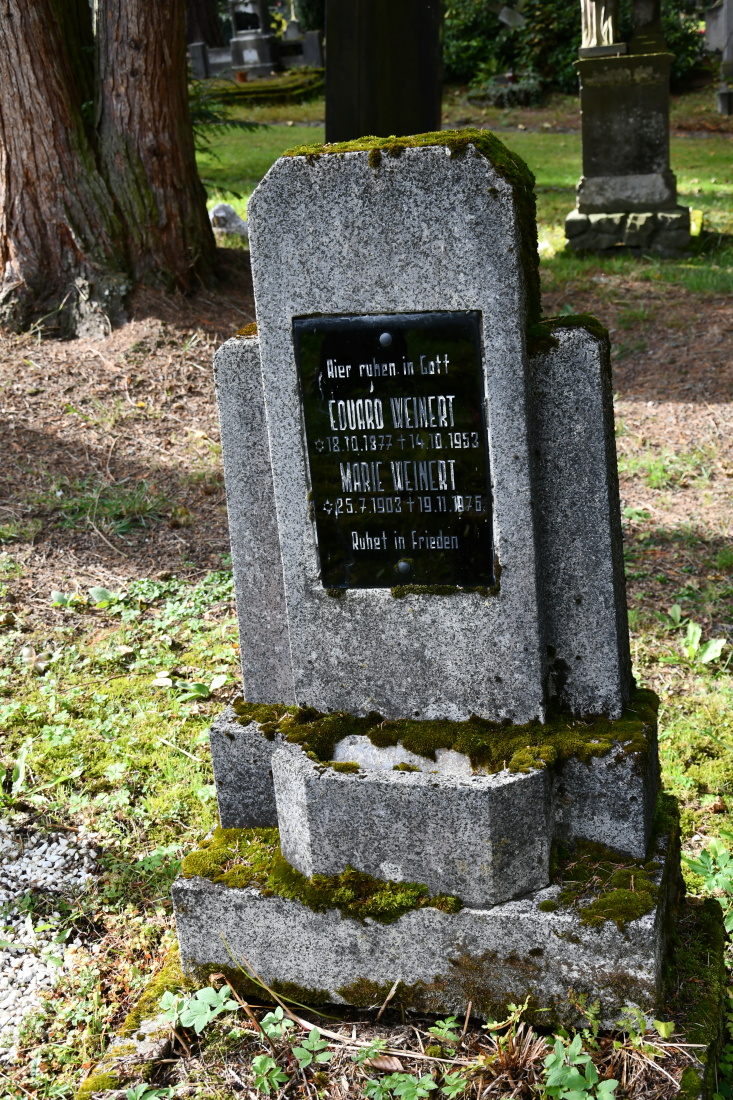 Hier ruhen in Gott
EDUARD WEINERT
✡18.10.1877 ✝ 14.10.1953
MARIE WEINERT
✡25.7.1903 ✝ 19.11.1876
Ruhet in Frieden